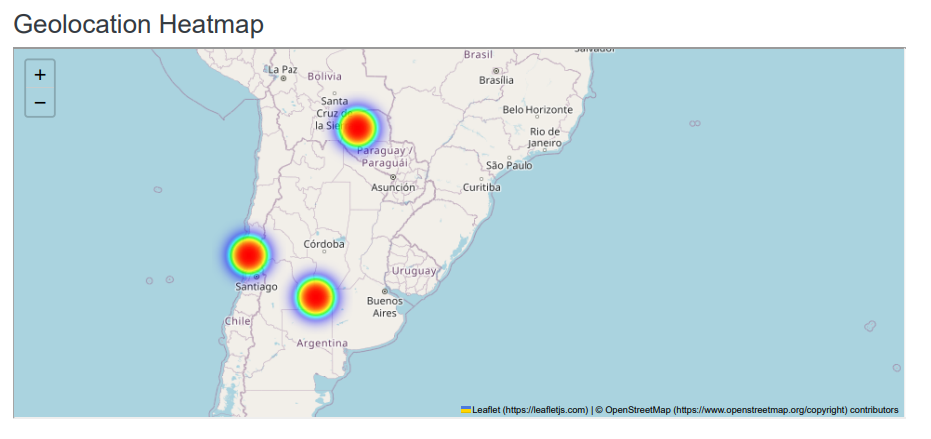 Geolocation Heatmap
+
−
Salvador
Brasil
La Paz
Bolivia
Brasília
Santa
Cruz de
la Sie
Belo Horizonte
Rio de
Janeiro
Paraguay /
Paraguái
São Paulo
Asunción
Curitiba
Córdoba
Uruguay
Santiago
Buenos
Aires
Chile
Argentina
Leaflet (https://leafletjs.com) | © OpenStreetMap (https://www.openstreetmap.org/copyright) contributors